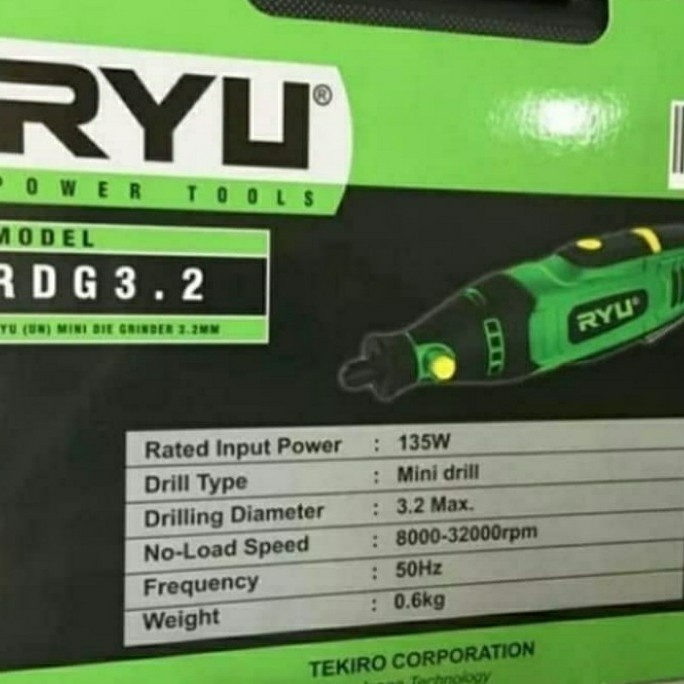 RYU®
POWER TOOLS
MODEL
RDG3.2
RYU (ON) MINI DIE GRINDER 3.2MM
RYU®
Rated Input Power : 135W
Drill Type : Mini drill
Drilling Diameter : 3.2 Max.
No-Load Speed : 8000-32000rpm
Frequency : 50Hz
Weight : 0.6kg
TEKIRO CORPORATION
Technology